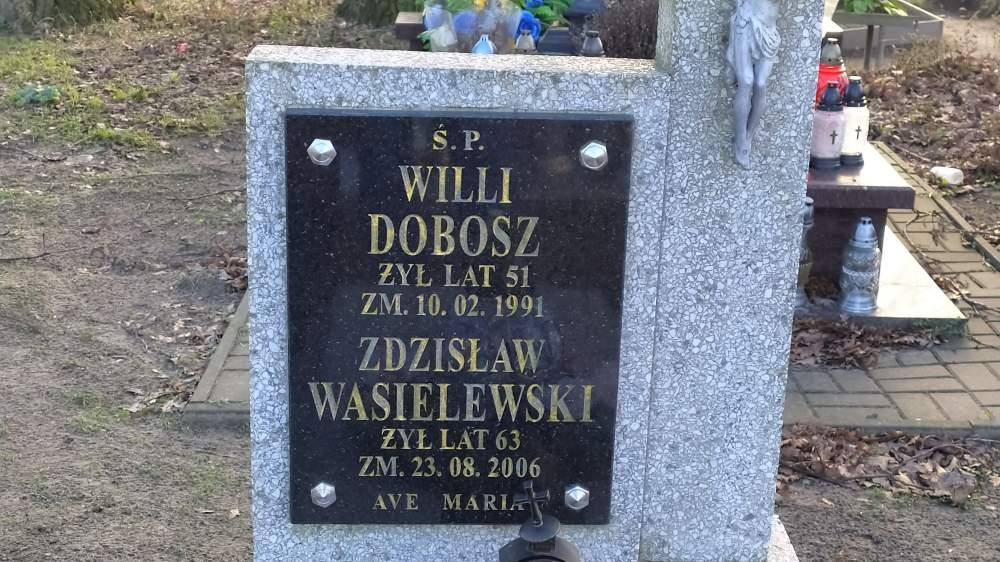 Ś.P.
WILLI
DOBOSZ
ŻYŁ LAT 51
ZM. 10. 02. 1991
ZDZISŁAW
WASIELEWSKI
ŻYŁ LAT 63
ZM. 23. 08. 2006
AVE MARIA